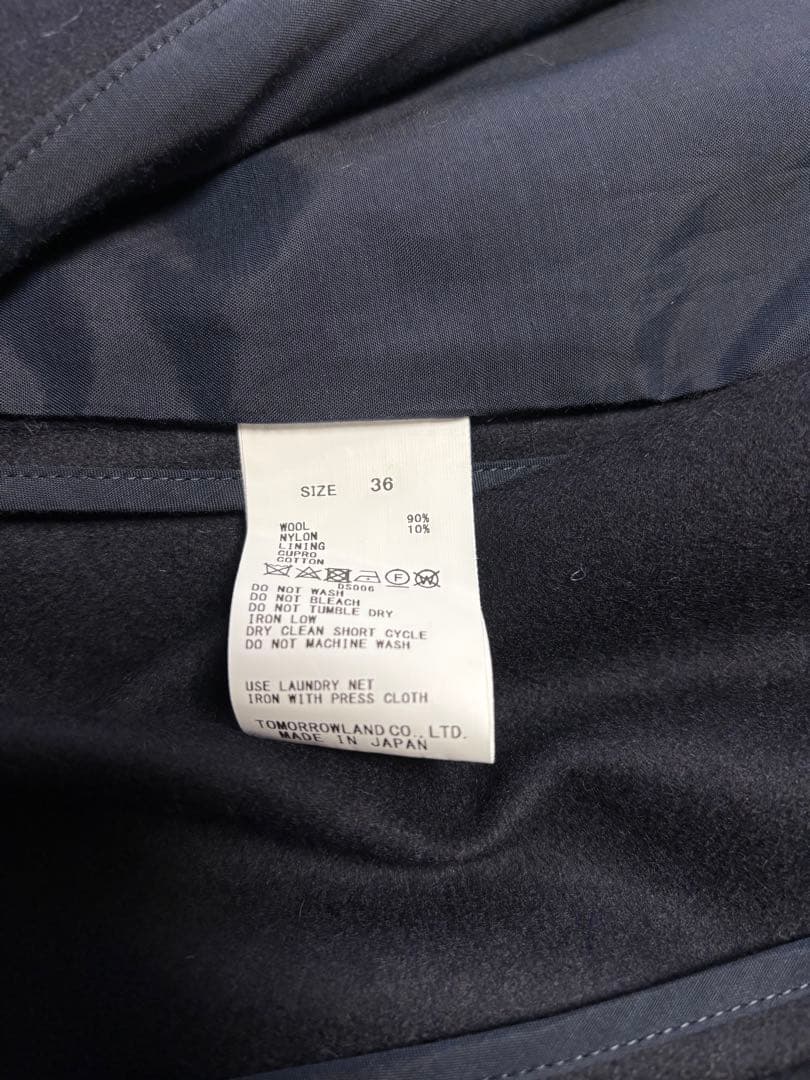 SIZE 36
WOOL 90%
NYLON 10%
LINING
CUPRO
COTTON
F W
DS006
DO NOT WASH
DO NOT BLEACH
DO NOT TUMBLE DRY
IRON LOW
DRY CLEAN SHORT CYCLE
DO NOT MACHINE WASH
USE LAUNDRY NET
IRON WITH PRESS CLOTH
TOMORROWLAND CO., LTD.
MADE IN JAPAN